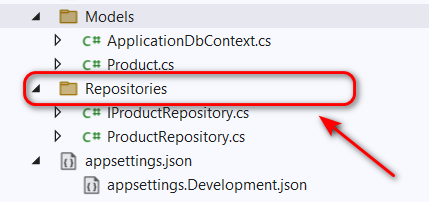 Models
C# ApplicationDbContext.cs
C# Product.cs
Repositories
C# IProductRepository.cs
C# ProductRepository.cs
{} appsettings.json
{} appsettings.Development.json